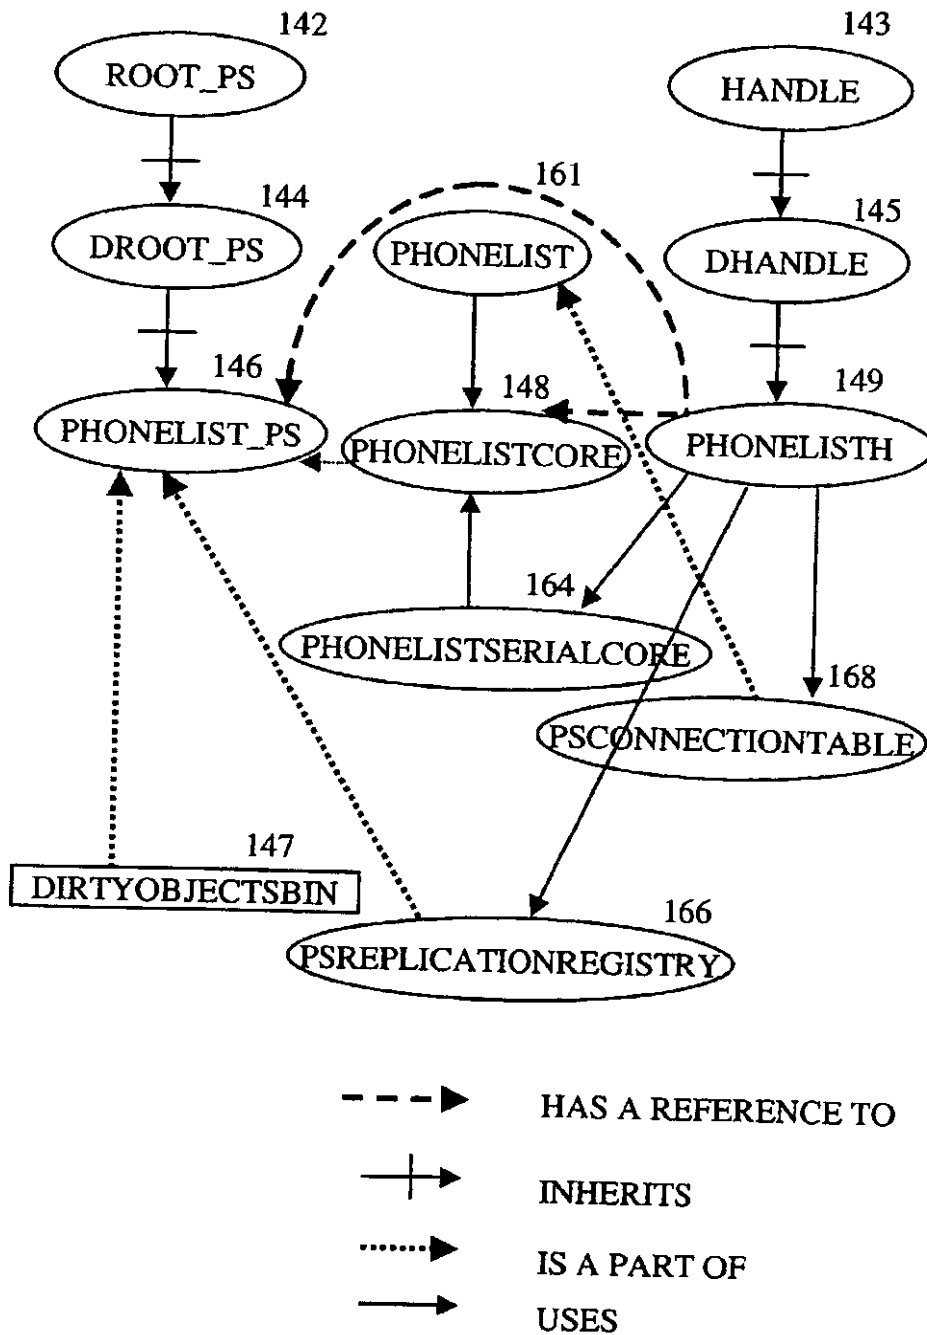 142
143
ROOT_PS
HANDLE
144
161
145
DROOT_PS
PHONELIST
DHANDLE
146
148
149
PHONELIST_PS
PHONELISTCORE
PHONELISTH
164
PHONELISTSERIALCORE
168
PSCONNECTIONTABLE
147
DIRTYOBJECTSBIN
166
PSREPLICATIONREGISTRY
HAS A REFERENCE TO
INHERITS
IS A PART OF
USES